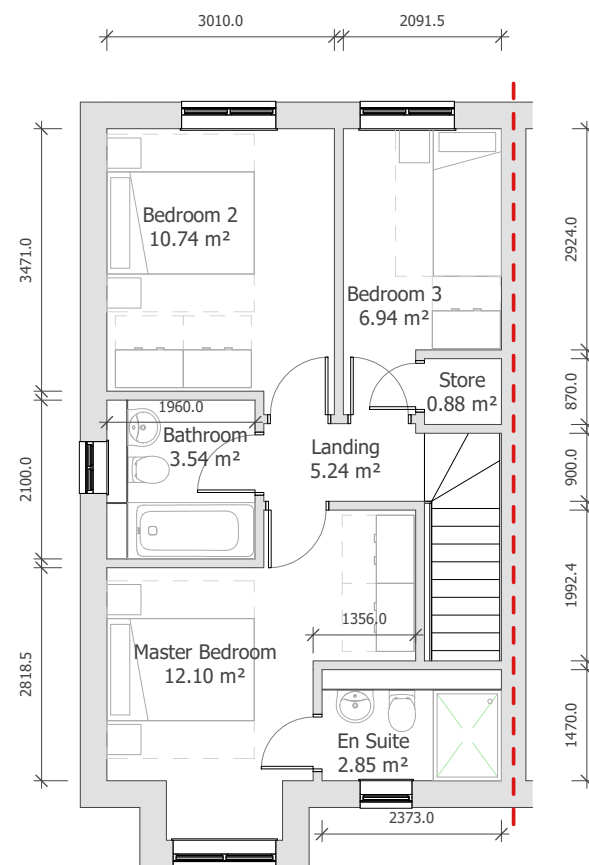 3010.0
2091.5
3471.0
2924.0
Bedroom 2
10.74 m²
Bedroom 3
6.94 m²
Store
0.88 m²
870.0
1960.0
Bathroom
3.54 m²
Landing
5.24 m²
2100.0
900.0
1992.4
1356.0
Master Bedroom
12.10 m²
2818.5
En Suite
2.85 m²
1470.0
2373.0